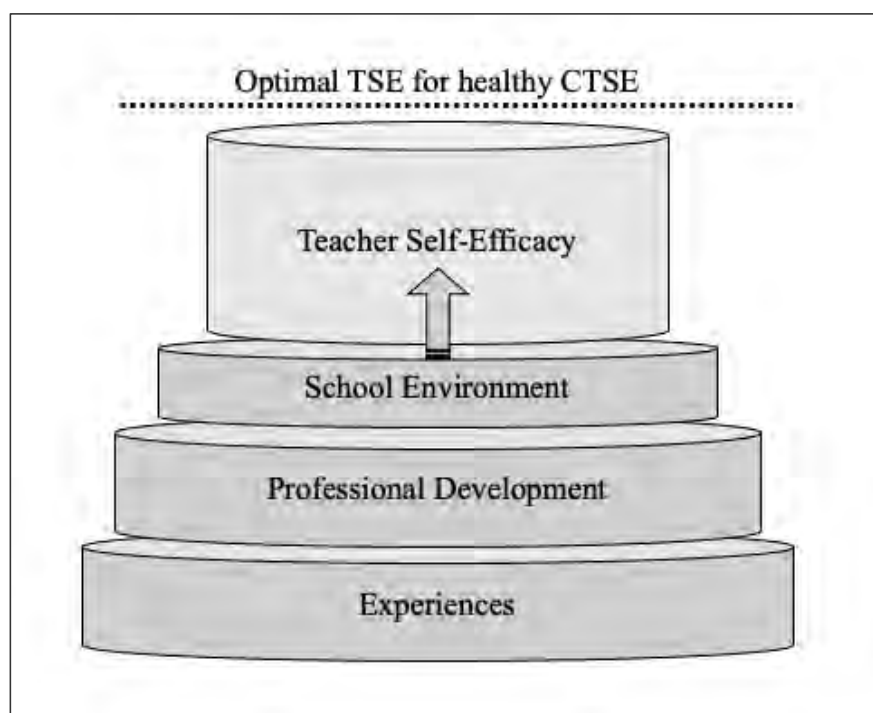 Optimal TSE for healthy CTSE
Teacher Self-Efficacy
School Environment
Professional Development
Experiences